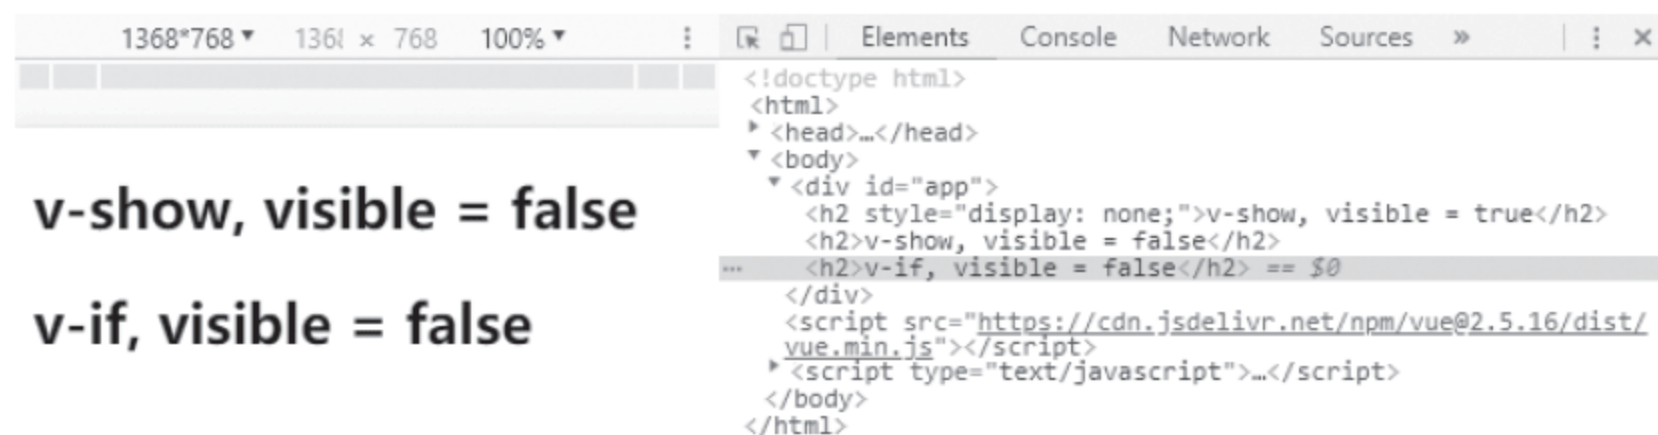 1368*768 ▼ 136 × 768 100% ▼ ⋮
Elements Console Network Sources » ⋮ ×
<!doctype html>
<html>
<head>…</head>
<body>
<div id="app">
<h2 style="display: none;">v-show, visible = true</h2>
<h2>v-show, visible = false</h2>
… <h2>v-if, visible = false</h2> == $0
</div>
<script src="https://cdn.jsdelivr.net/npm/vue@2.5.16/dist/
vue.min.js"></script>
<script type="text/javascript">…</script>
</body>
</html>
v-show, visible = false
v-if, visible = false